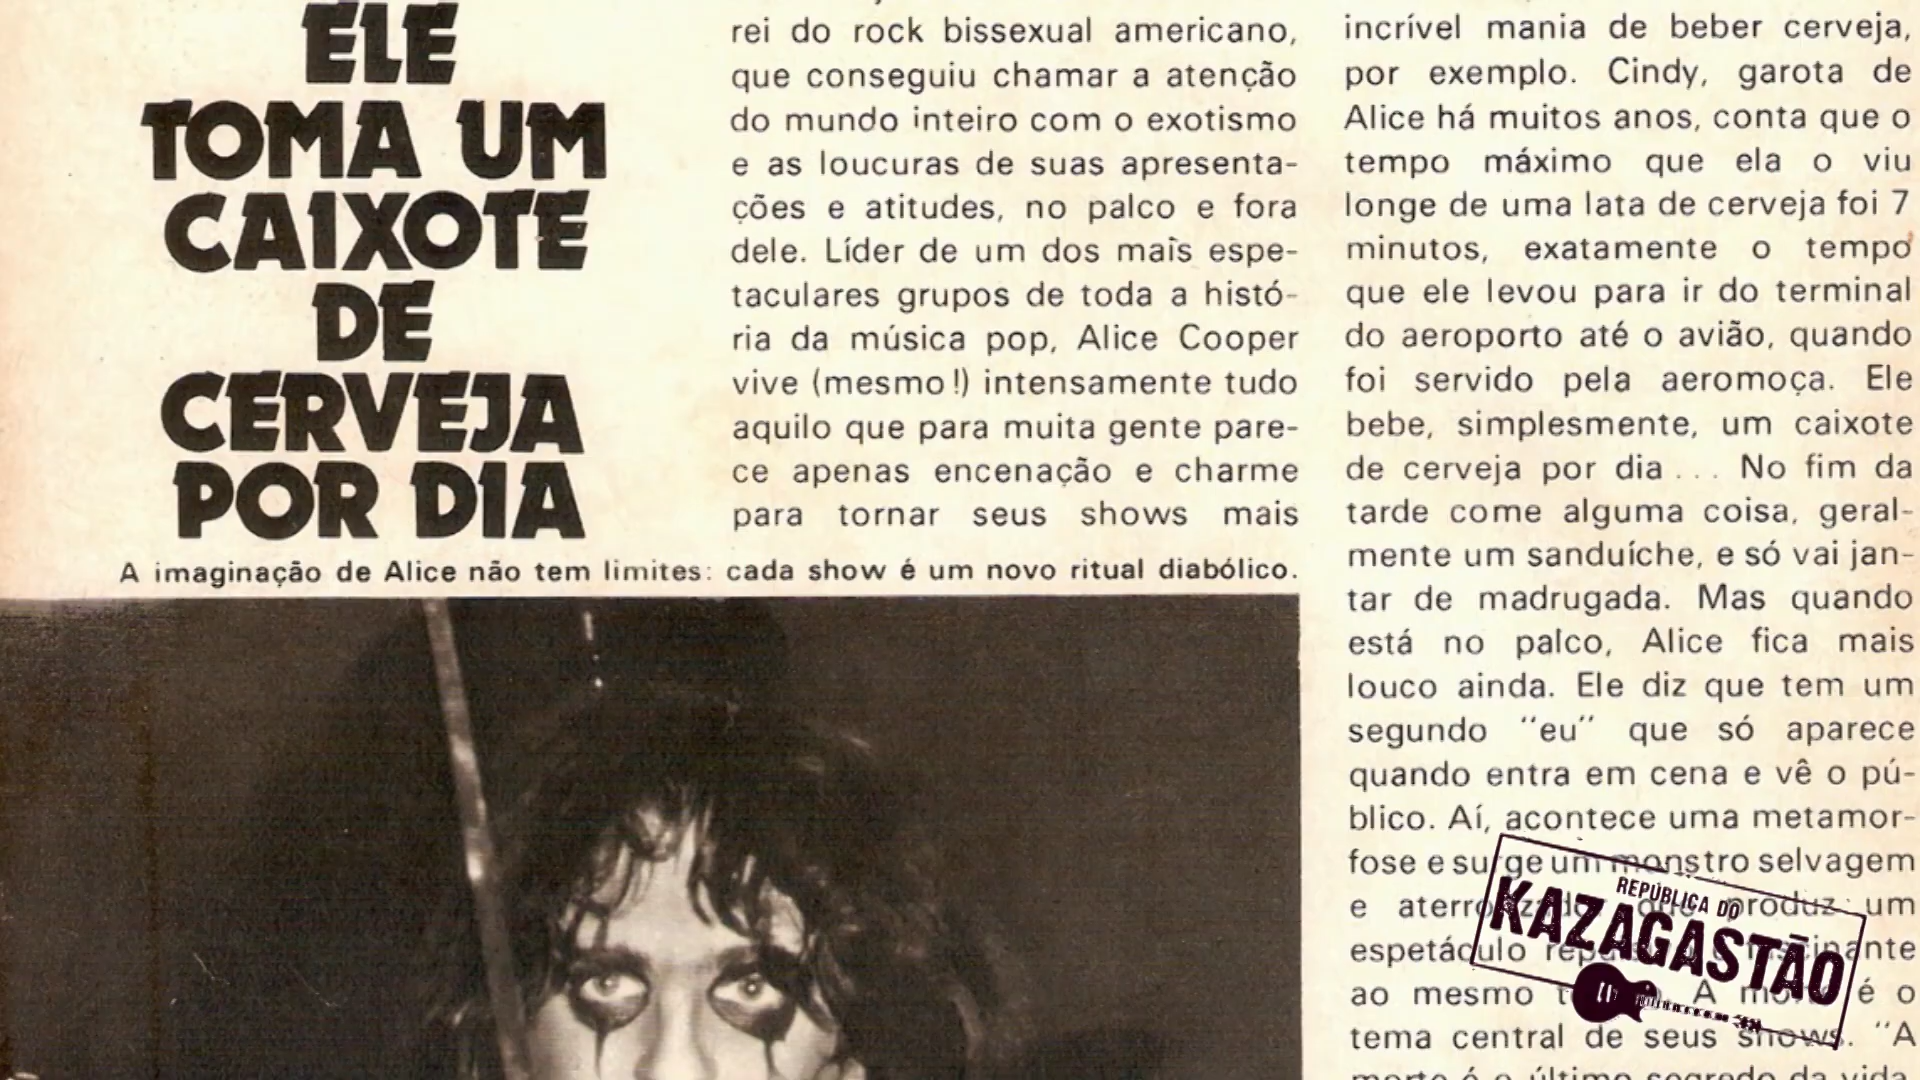 ELE
TOMA UM
CAIXOTE
DE
CERVEJA
POR DIA
rei do rock bissexual americano,
que conseguiu chamar a atenção
do mundo inteiro com o exotismo
e as loucuras de suas apresenta-
ções e atitudes, no palco e fora
dele. Líder de um dos mais espe-
taculares grupos de toda a histó-
ria da música pop, Alice Cooper
vive (mesmo!) intensamente tudo
aquilo que para muita gente pare-
ce apenas encenação e charme
para tornar seus shows mais
A imaginação de Alice não tem limites: cada show é um novo ritual diabólico.
incrível mania de beber cerveja,
por exemplo. Cindy, garota de
Alice há muitos anos, conta que o
tempo máximo que ela o viu
longe de uma lata de cerveja foi 7
minutos, exatamente o tempo
que ele levou para ir do terminal
do aeroporto até o avião, quando
foi servido pela aeromoça. Ele
bebe, simplesmente, um caixote
de cerveja por dia... No fim da
tarde come alguma coisa, geral-
mente um sanduíche, e só vai jan-
tar de madrugada. Mas quando
está no palco, Alice fica mais
louco ainda. Ele diz que tem um
segundo “eu” que só aparece
quando entra em cena e vê o pú-
blico. Aí, acontece uma metamor-
fose e surge um monstro selvagem
e produz um
espetáculo
ao mesmo A é o
tema central de seus shows. “A
morte é o último segredo da vida,
REPÚBLICA DO
KAZAGASTÃO